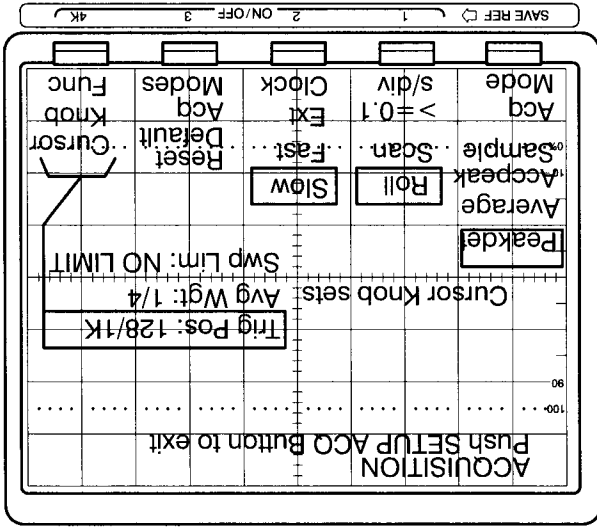 ACQUISITION
Push SETUP ACQ Button to exit
100
90
Trig Pos: 128/1K
Cursor Knob sets Avg Wgt: 1/4
Swp Lim: NO LIMIT
Peakdet
Average
10
Accpeak Roll Slow
0%
Sample Scan Fast Reset Cursor
Default
Acq >=0.1 Ext Acq Knob
Mode s/div Clock Modes Func
SAVE REF ⇨ 1 2 ON/OFF 3 4K